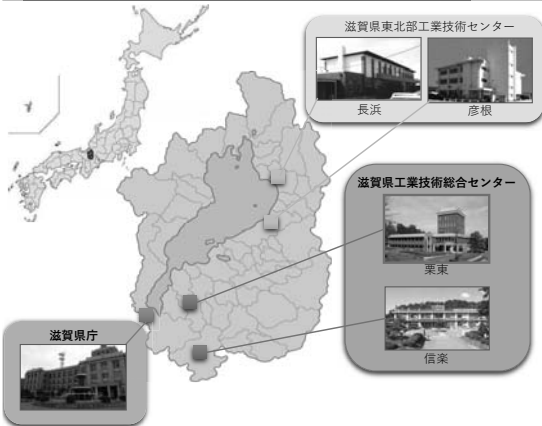 滋賀県東北部工業技術センター
長浜
彦根
滋賀県工業技術総合センター
栗東
信楽
滋賀県庁